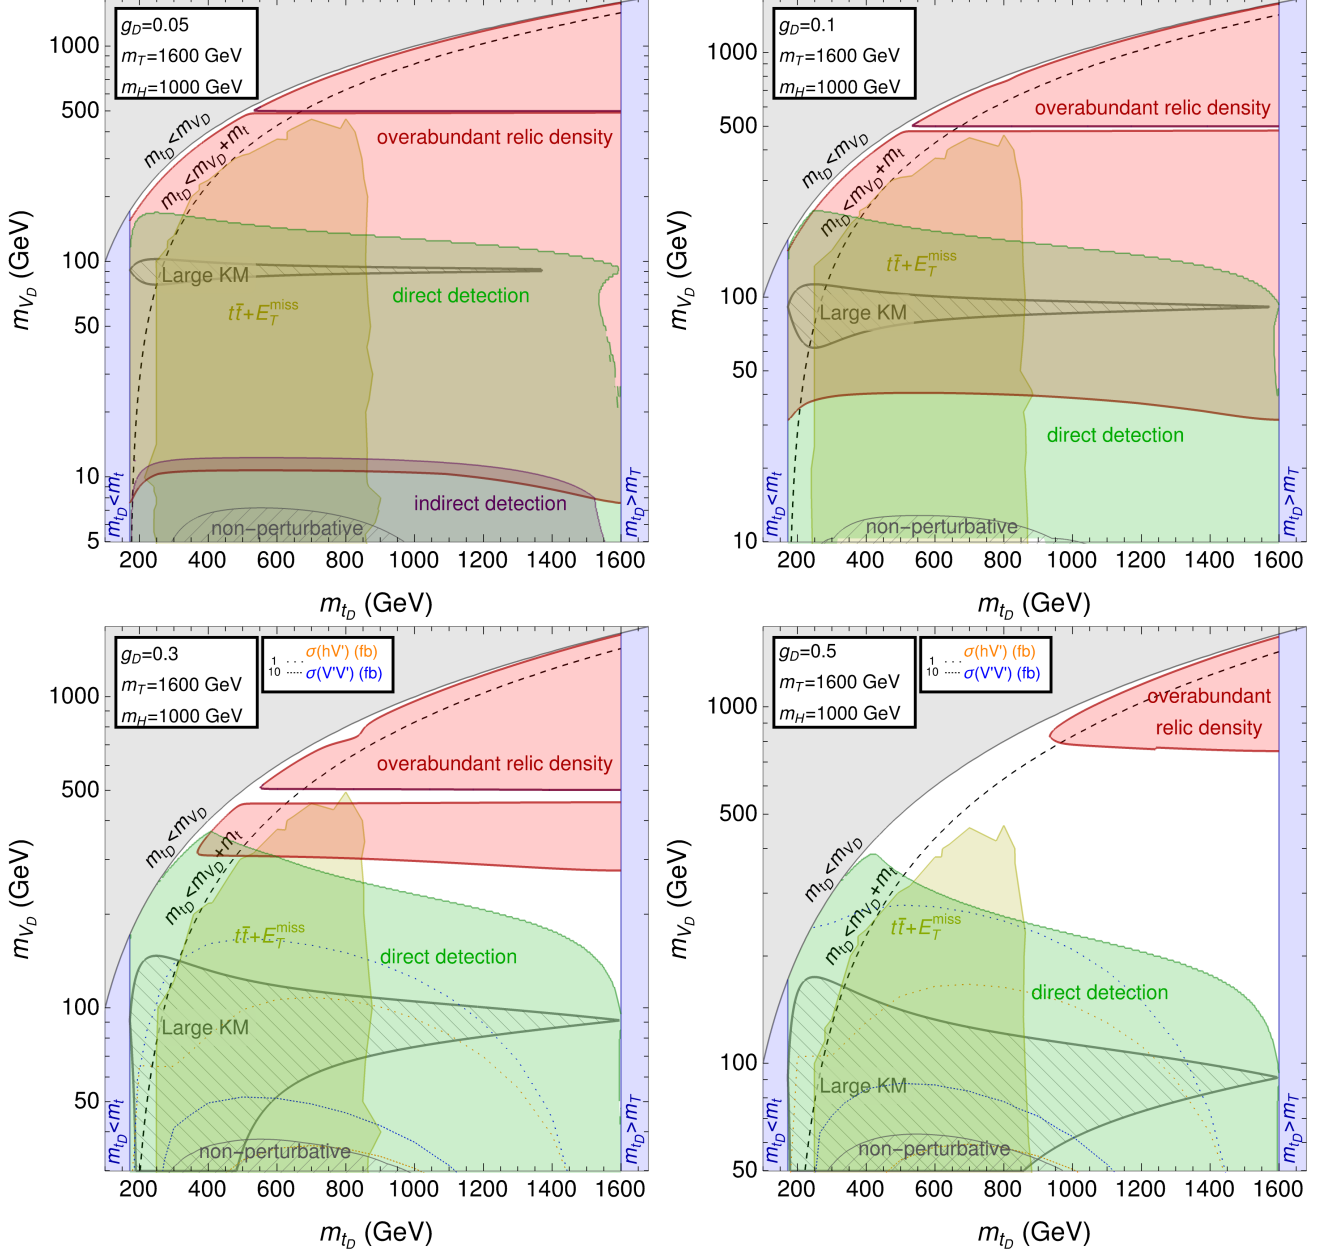 g_D=0.05
m_T=1600 GeV
m_H=1000 GeV
m_{t_D}<m_{V_D}
m_{t_D}<m_{V_D}+m_t
overabundant relic density
Large KM
tt̄+E_T^miss
direct detection
indirect detection
non-perturbative
m_{t_D}<m_t
m_{t_D}>m_T
1000
500
100
50
10
5
m_{V_D} (GeV)
200 400 600 800 1000 1200 1400 1600
m_{t_D} (GeV)
g_D=0.1
m_T=1600 GeV
m_H=1000 GeV
m_{t_D}<m_{V_D}
m_{t_D}<m_{V_D}+m_t
overabundant relic density
tt̄+E_T^miss
Large KM
direct detection
non-perturbative
m_{t_D}<m_t
m_{t_D}>m_T
1000
500
100
50
10
m_{V_D} (GeV)
200 400 600 800 1000 1200 1400 1600
m_{t_D} (GeV)
g_D=0.3
m_T=1600 GeV
m_H=1000 GeV
1 σ(hV') (fb)
10 σ(V'V') (fb)
overabundant relic density
m_{t_D}<m_{V_D}
m_{t_D}<m_{V_D}+m_t
tt̄+E_T^miss
direct detection
Large KM
non-perturbative
m_{t_D}<m_t
m_{t_D}>m_T
1000
500
100
50
m_{V_D} (GeV)
200 400 600 800 1000 1200 1400 1600
m_{t_D} (GeV)
g_D=0.5
m_T=1600 GeV
m_H=1000 GeV
1 σ(hV') (fb)
10 σ(V'V') (fb)
overabundant
relic density
m_{t_D}<m_{V_D}
m_{t_D}<m_{V_D}+m_t
tt̄+E_T^miss
direct detection
Large KM
non-perturbative
m_{t_D}<m_t
m_{t_D}>m_T
1000
500
100
50
m_{V_D} (GeV)
200 400 600 800 1000 1200 1400 1600
m_{t_D} (GeV)